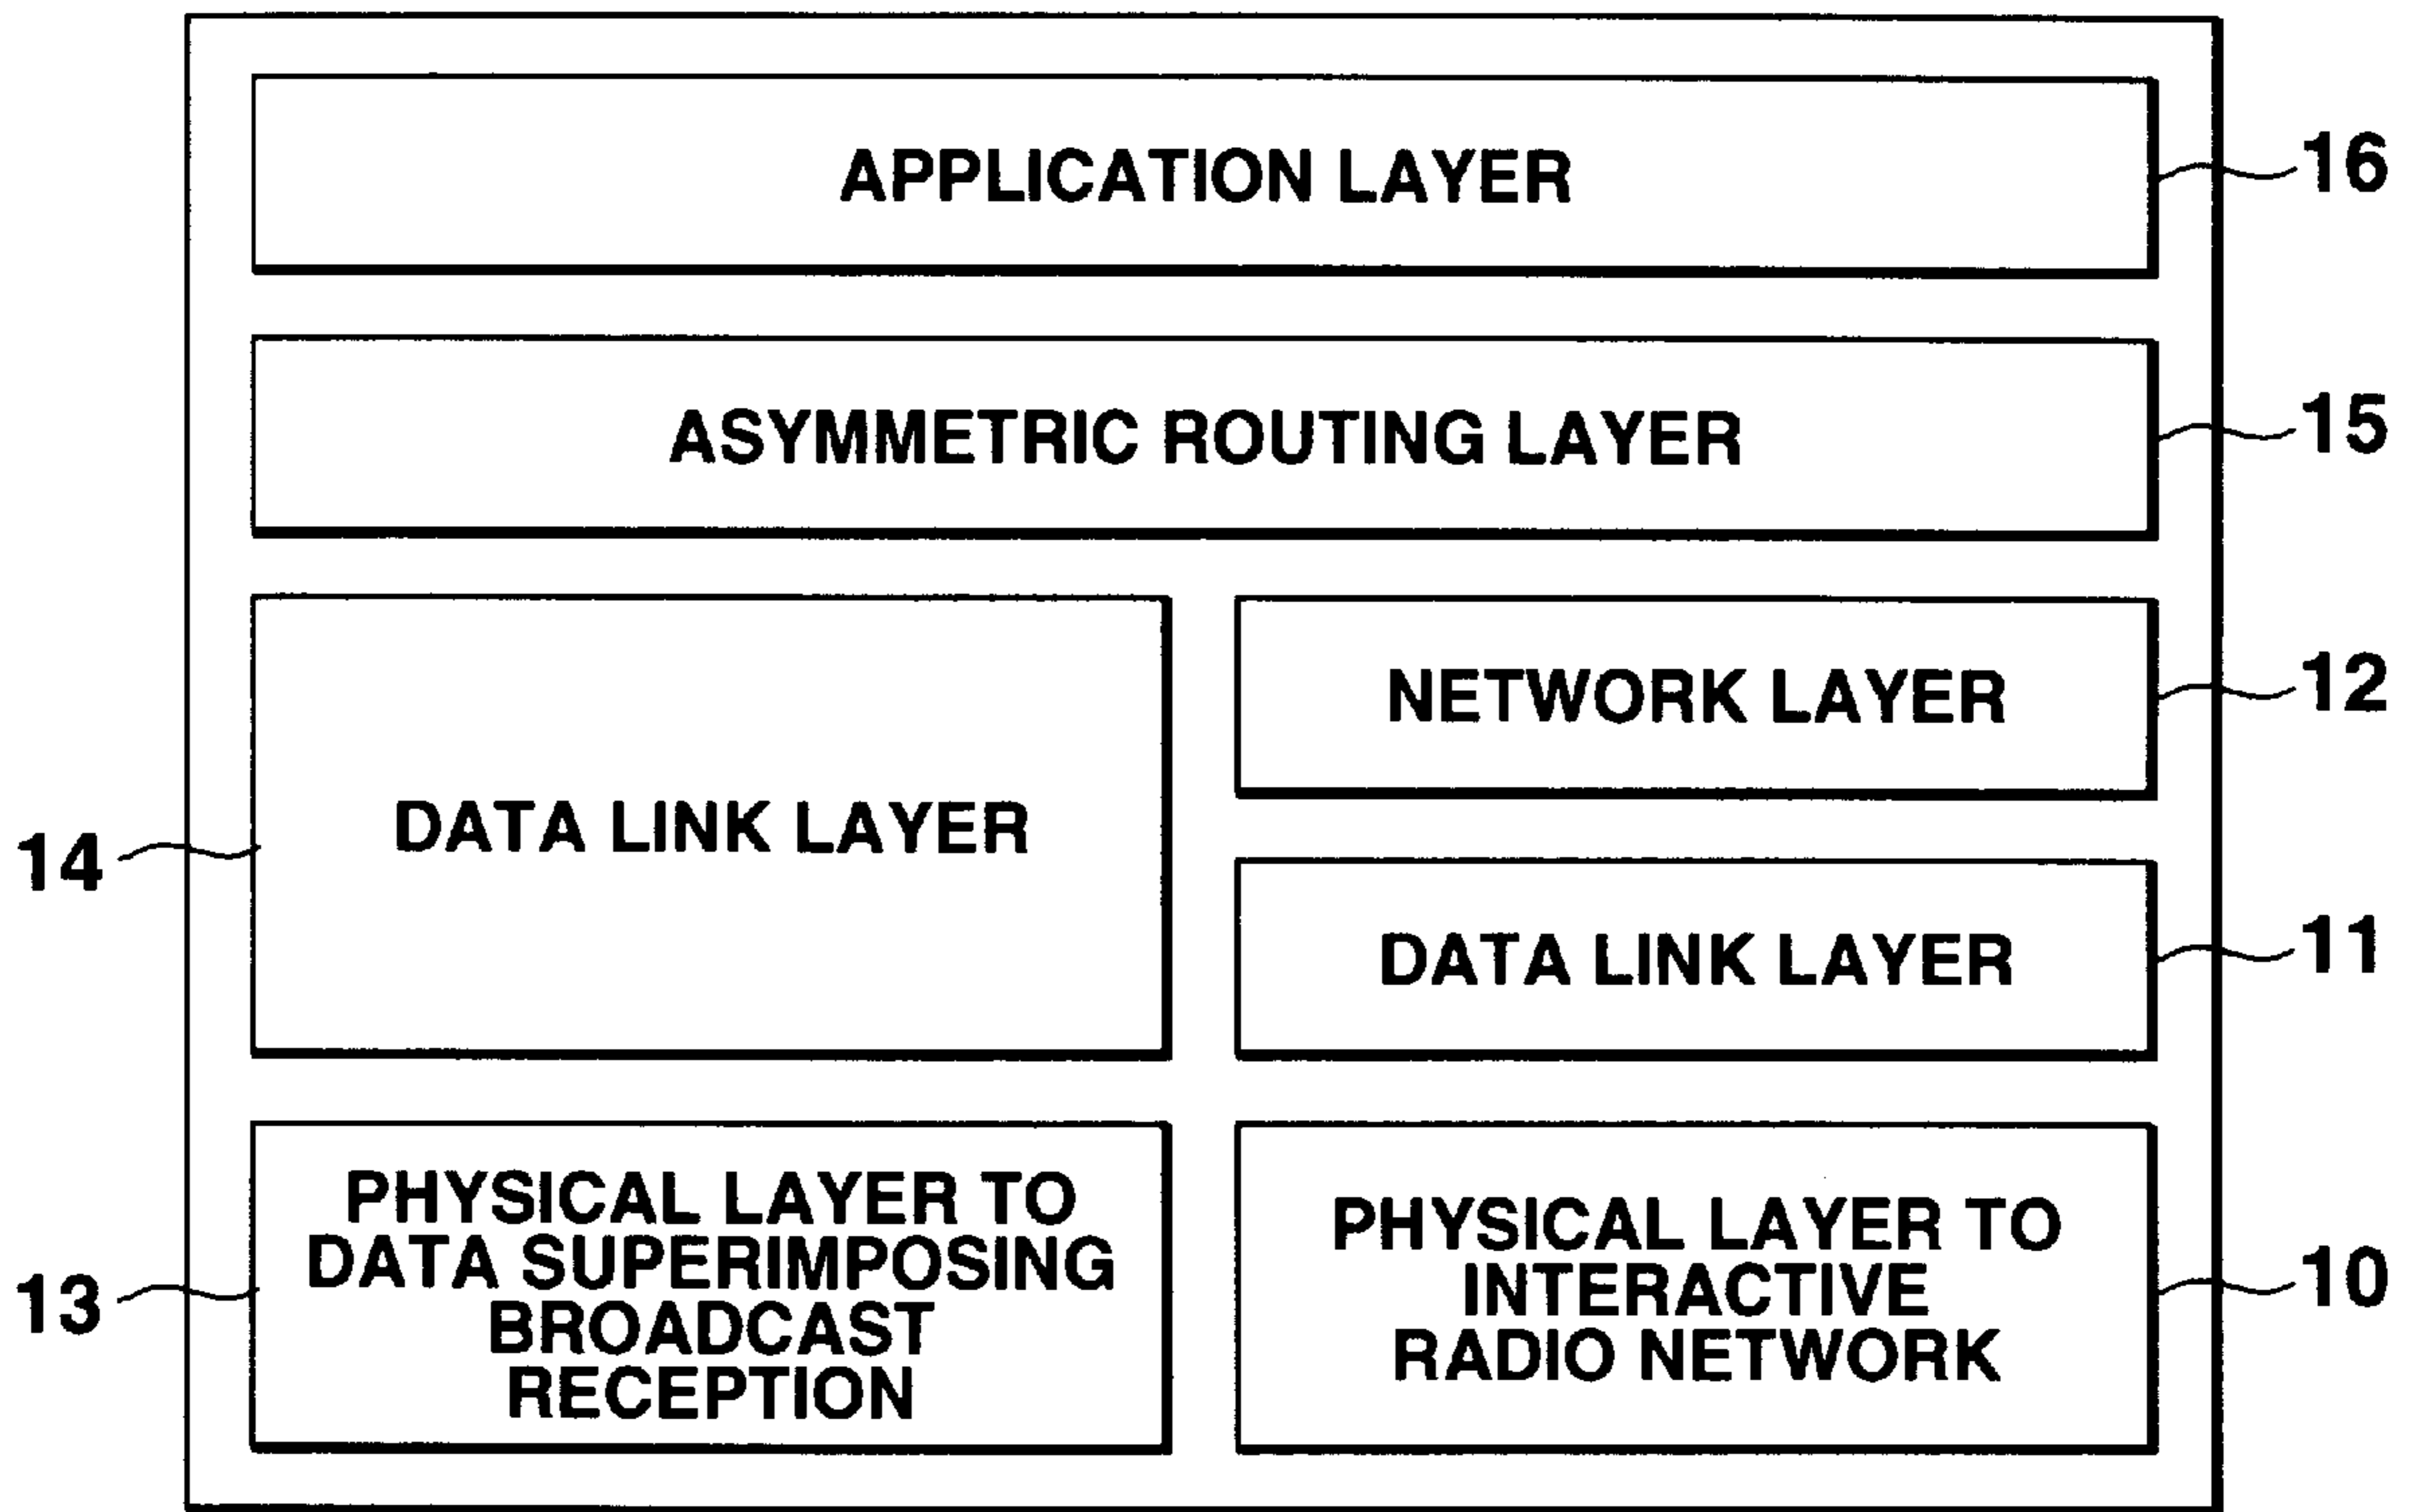 APPLICATION LAYER
16
ASYMMETRIC ROUTING LAYER
15
DATA LINK LAYER
14
NETWORK LAYER
12
DATA LINK LAYER
11
PHYSICAL LAYER TO
DATA SUPERIMPOSING
BROADCAST
RECEPTION
13
PHYSICAL LAYER TO
INTERACTIVE
RADIO NETWORK
10